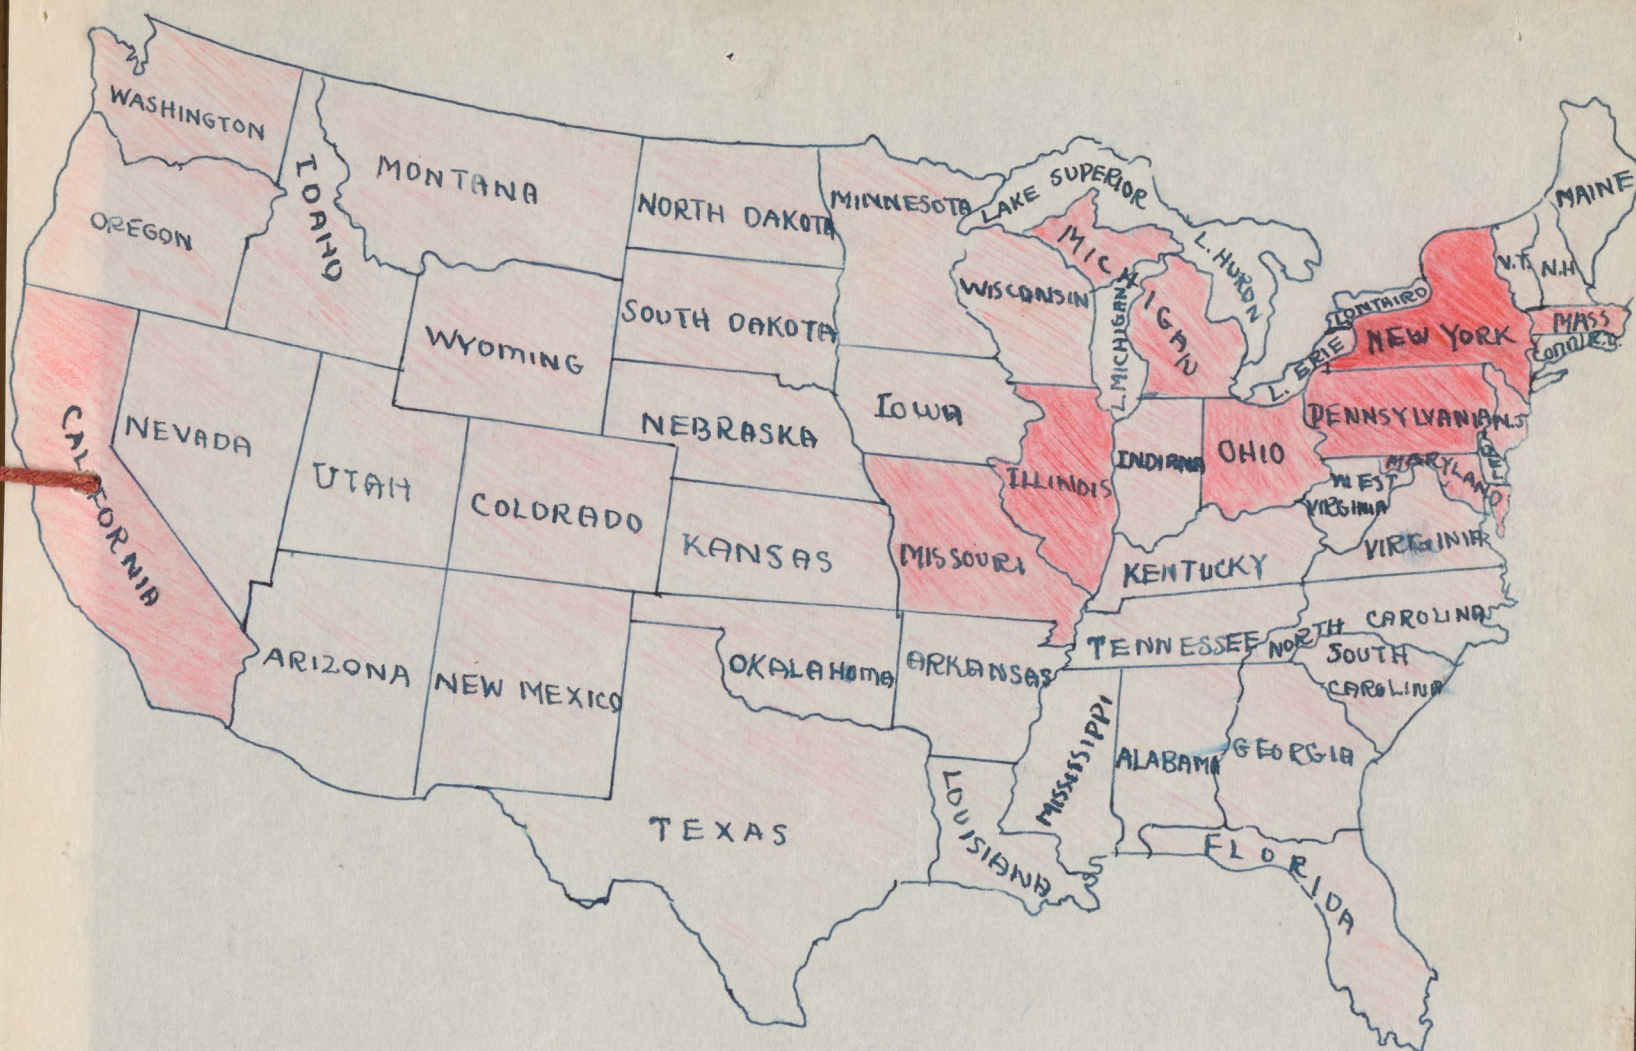 WASHINGTON
OREGON
IDAHO
MONTANA
NORTH DAKOTA
MINNESOTA
LAKE SUPERIOR
MICHIGAN
L. HURON
L. MICHIGAN
WISCONSIN
SOUTH DAKOTA
WYOMING
MAINE
V.T.
N.H
L ONTAIRO
NEW YORK
MASS
CONN
R.I.
L. ERIE
CALIFORNIA
NEVADA
UTAH
COLORADO
NEBRASKA
IOWA
ILLINOIS
INDIANA
OHIO
PENNSYLVANIA
N.J
DEL
MARYLAND
WEST
VIRGINIA
VIRGINIA
KANSAS
MISSOURI
KENTUCKY
ARIZONA
NEW MEXICO
OKALAHOMA
ARKANSAS
TENNESSEE
NORTH CAROLINA
SOUTH
CAROLINA
TEXAS
LOUISIANA
MISSISSIPPI
ALABAMA
GEORGIA
FLORIDA